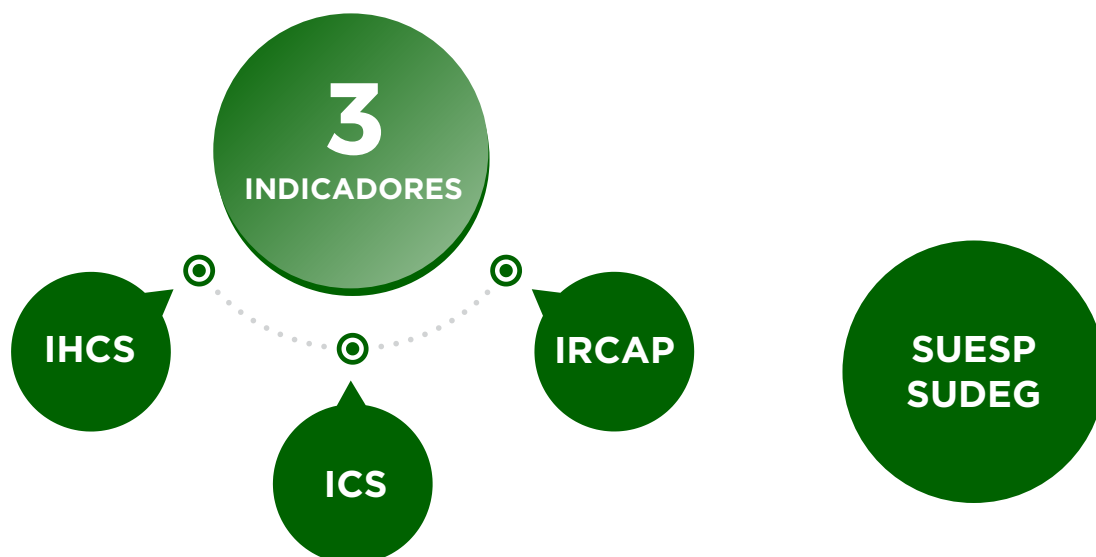 3
INDICADORES
IHCS
ICS
IRCAP
SUESP
SUDEG